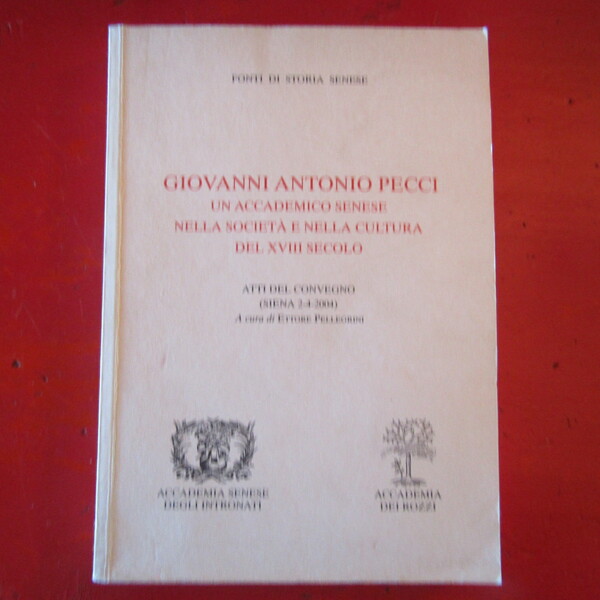 FONTI DI STORIA SENESE
GIOVANNI ANTONIO PECCI
UN ACCADEMICO SENESE
NELLA SOCIETÀ E NELLA CULTURA
DEL XVIII SECOLO
ATTI DEL CONVEGNO
(SIENA 2-4-2004)
A cura di ETTORE PELLEGRINI
ACCADEMIA SENESE
DEGLI INTRONATI
ACCADEMIA
DEI ROZZI